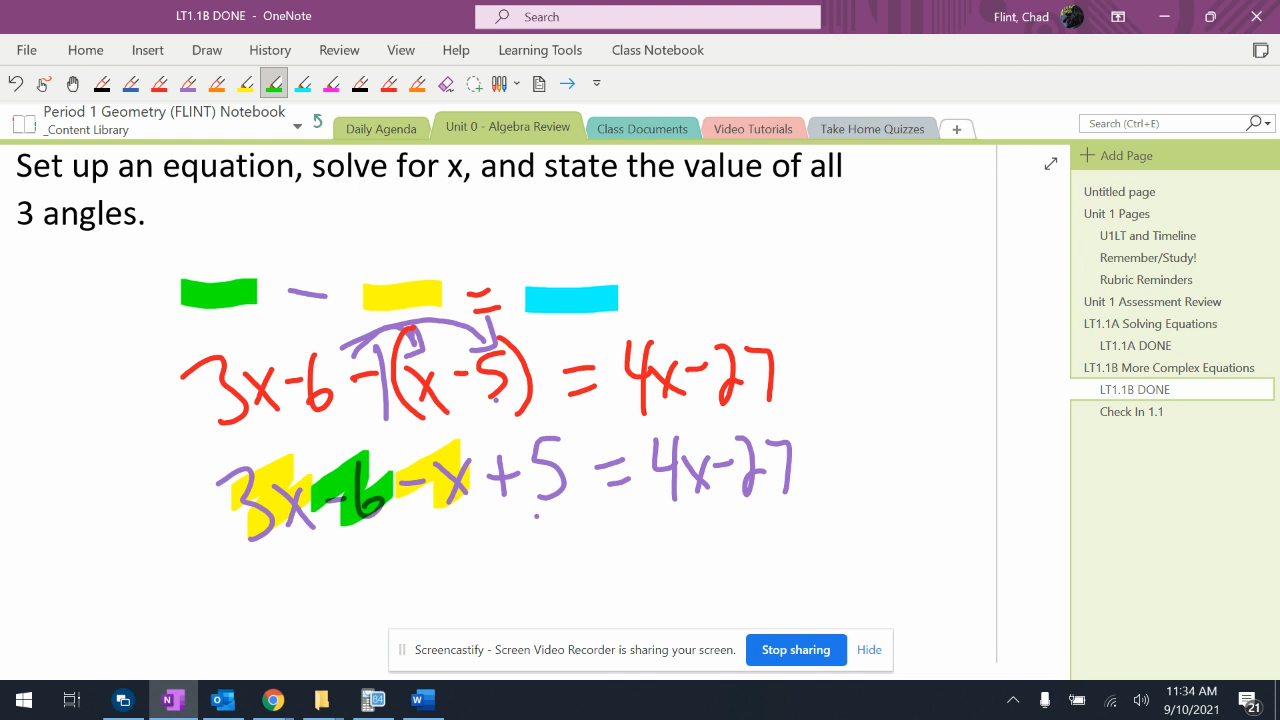 LT1.1B DONE - OneNote
Search
Flint, Chad
File Home Insert Draw History Review View Help Learning Tools Class Notebook
Period 1 Geometry (FLINT) Notebook
_Content Library
Daily Agenda
Unit 0 - Algebra Review
Class Documents
Video Tutorials
Take Home Quizzes
+
Search (Ctrl+E)
Set up an equation, solve for x, and state the value of all
3 angles.
− =
3x-6 -1(x-5) = 4x-27
3x-6-x+5 = 4x-27
Add Page
Untitled page
Unit 1 Pages
U1LT and Timeline
Remember/Study!
Rubric Reminders
Unit 1 Assessment Review
LT1.1A Solving Equations
LT1.1A DONE
LT1.1B More Complex Equations
LT1.1B DONE
Check In 1.1
Screencastify - Screen Video Recorder is sharing your screen.
Stop sharing
Hide
84
11:34 AM
9/10/2021
21